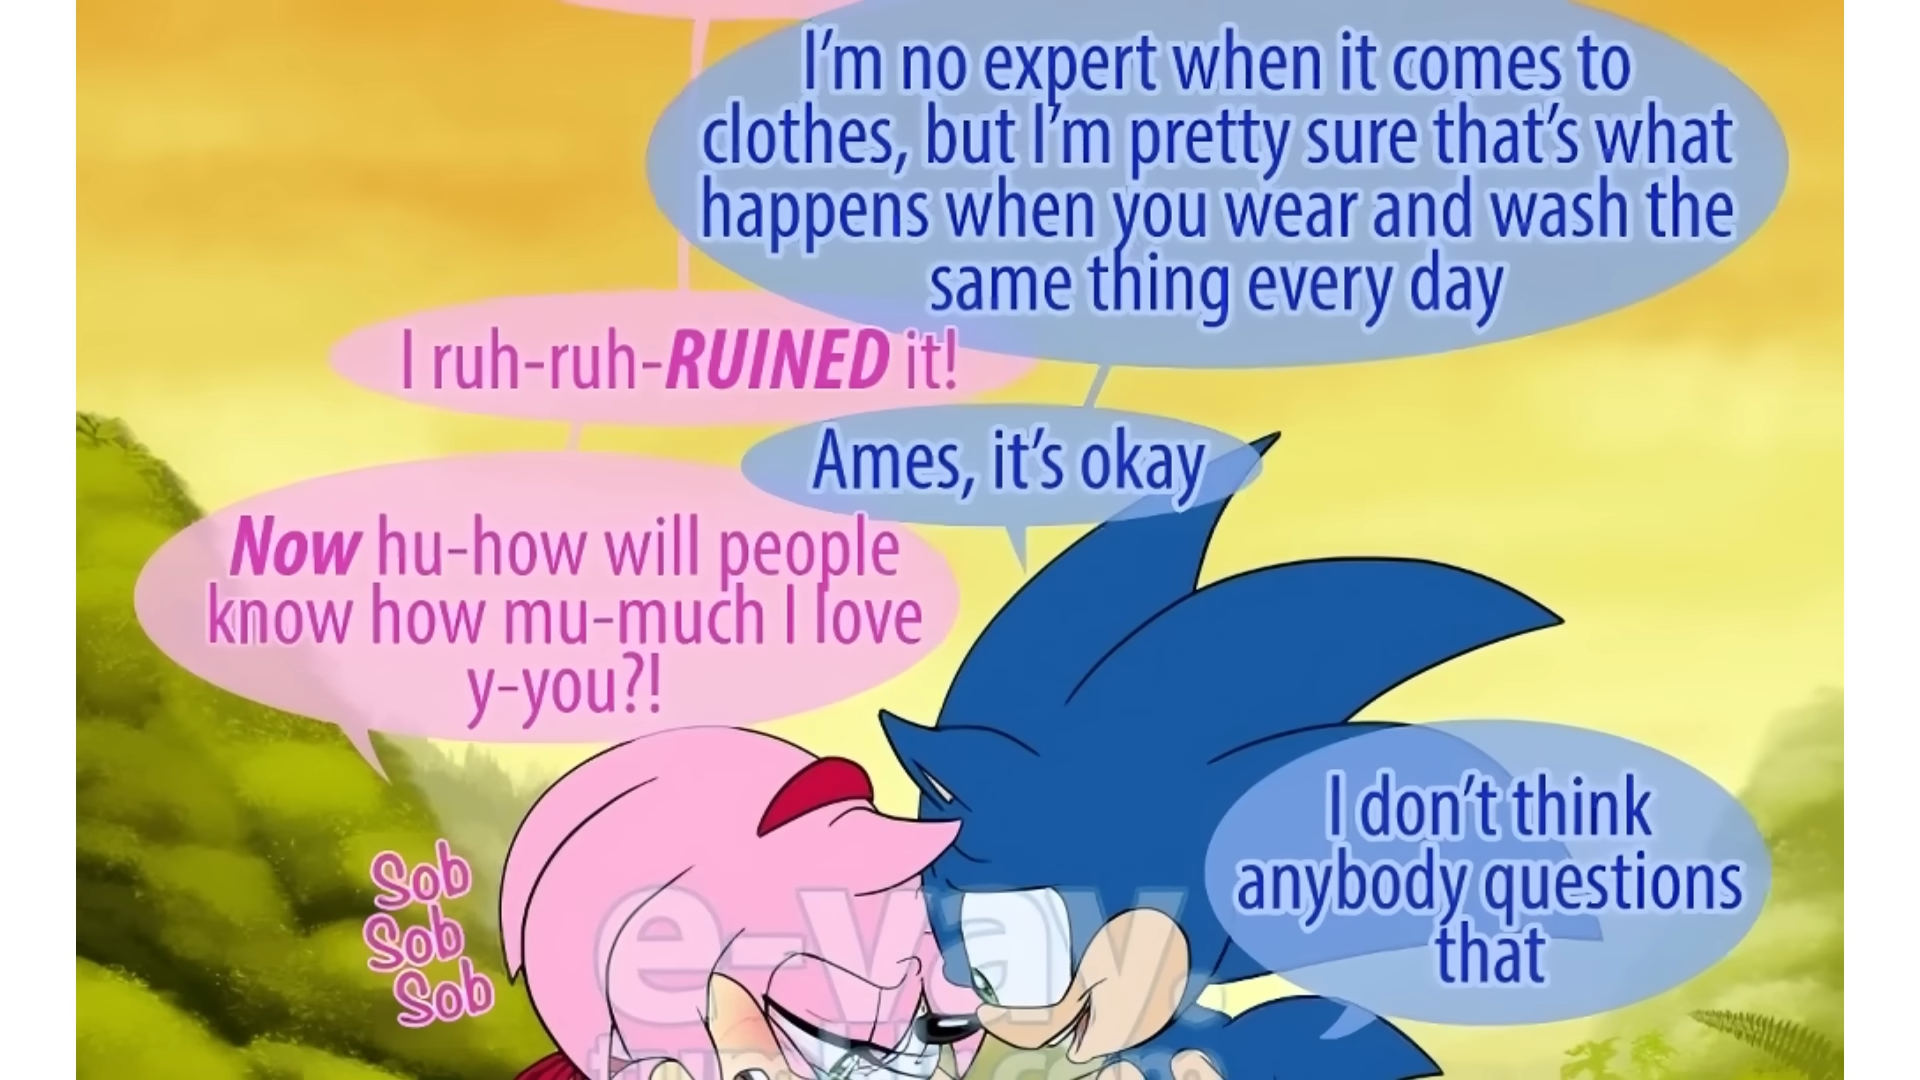 I'm no expert when it comes to
clothes, but I'm pretty sure that's what
happens when you wear and wash the
same thing every day
I ruh-ruh-RUINED it!
Ames, it's okay
Now hu-how will people
know how mu-much I love
y-you?!
I don't think
anybody questions
that
Sob
Sob
Sob
e-vay.